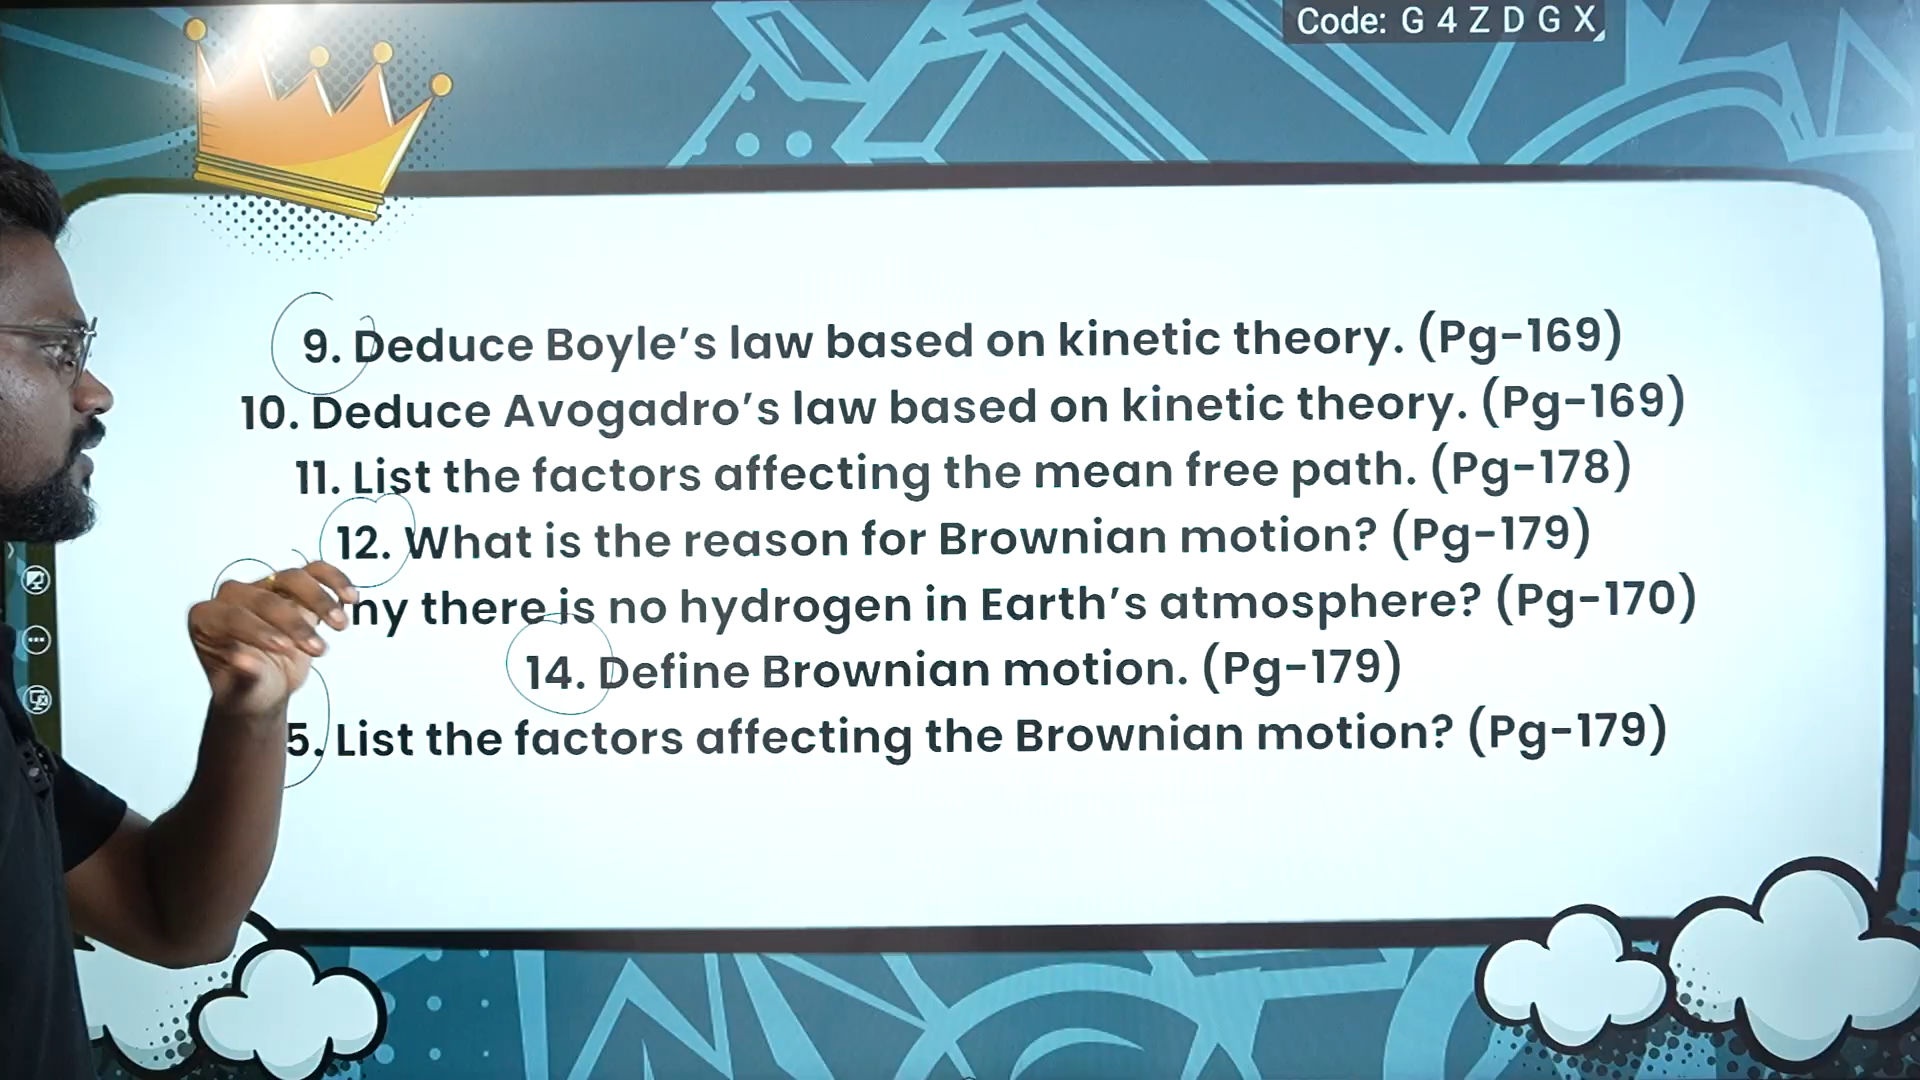 Code: G 4 Z D G X
9. Deduce Boyle's law based on kinetic theory. (Pg-169)
10. Deduce Avogadro's law based on kinetic theory. (Pg-169)
11. List the factors affecting the mean free path. (Pg-178)
12. What is the reason for Brownian motion? (Pg-179)
hy there is no hydrogen in Earth's atmosphere? (Pg-170)
14. Define Brownian motion. (Pg-179)
5. List the factors affecting the Brownian motion? (Pg-179)